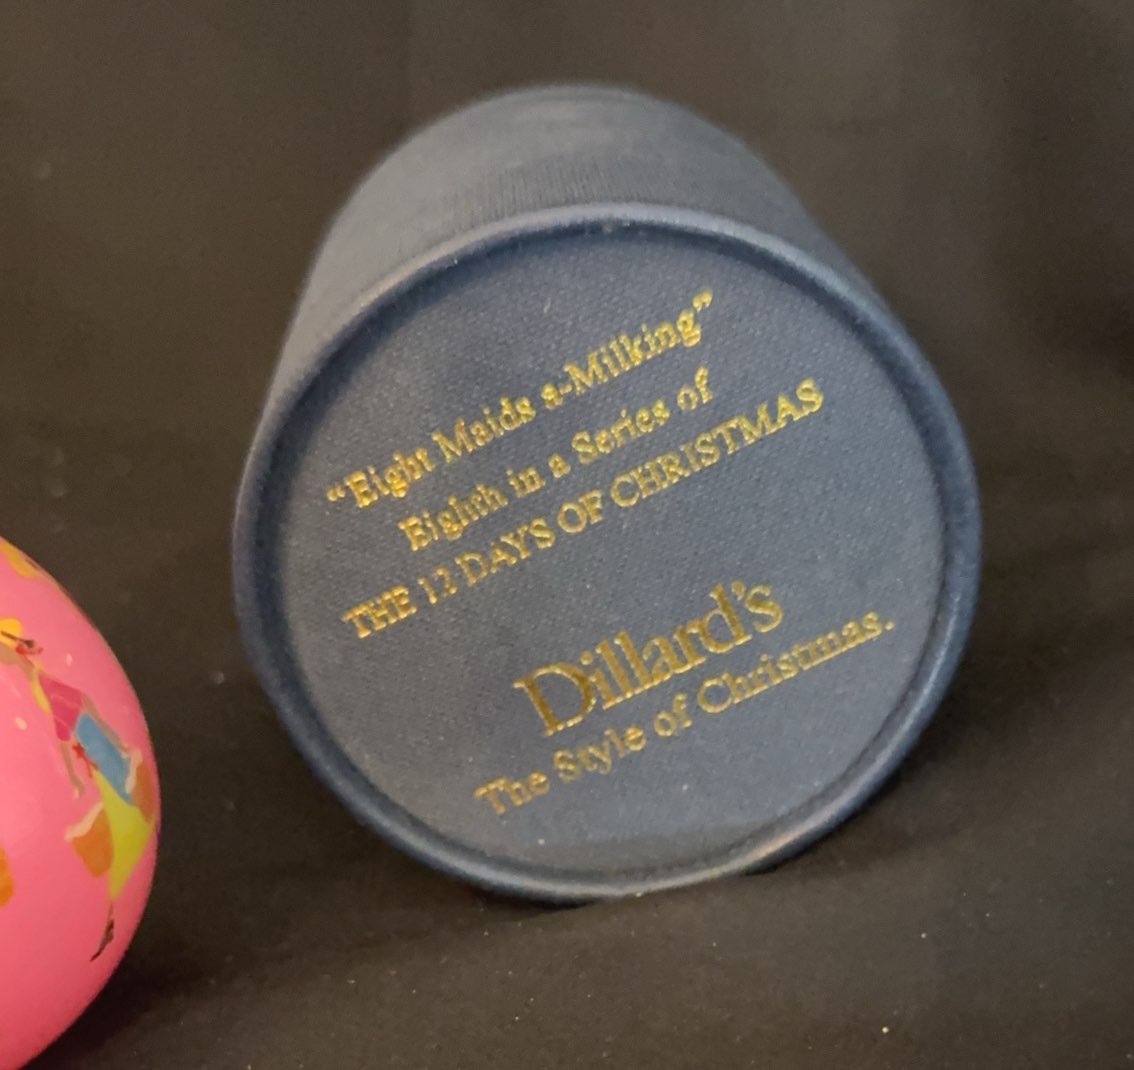 “Eight Maids a-Milking”
Eighth in a Series of
THE 12 DAYS OF CHRISTMAS
Dillard’s
The Style of Christmas.